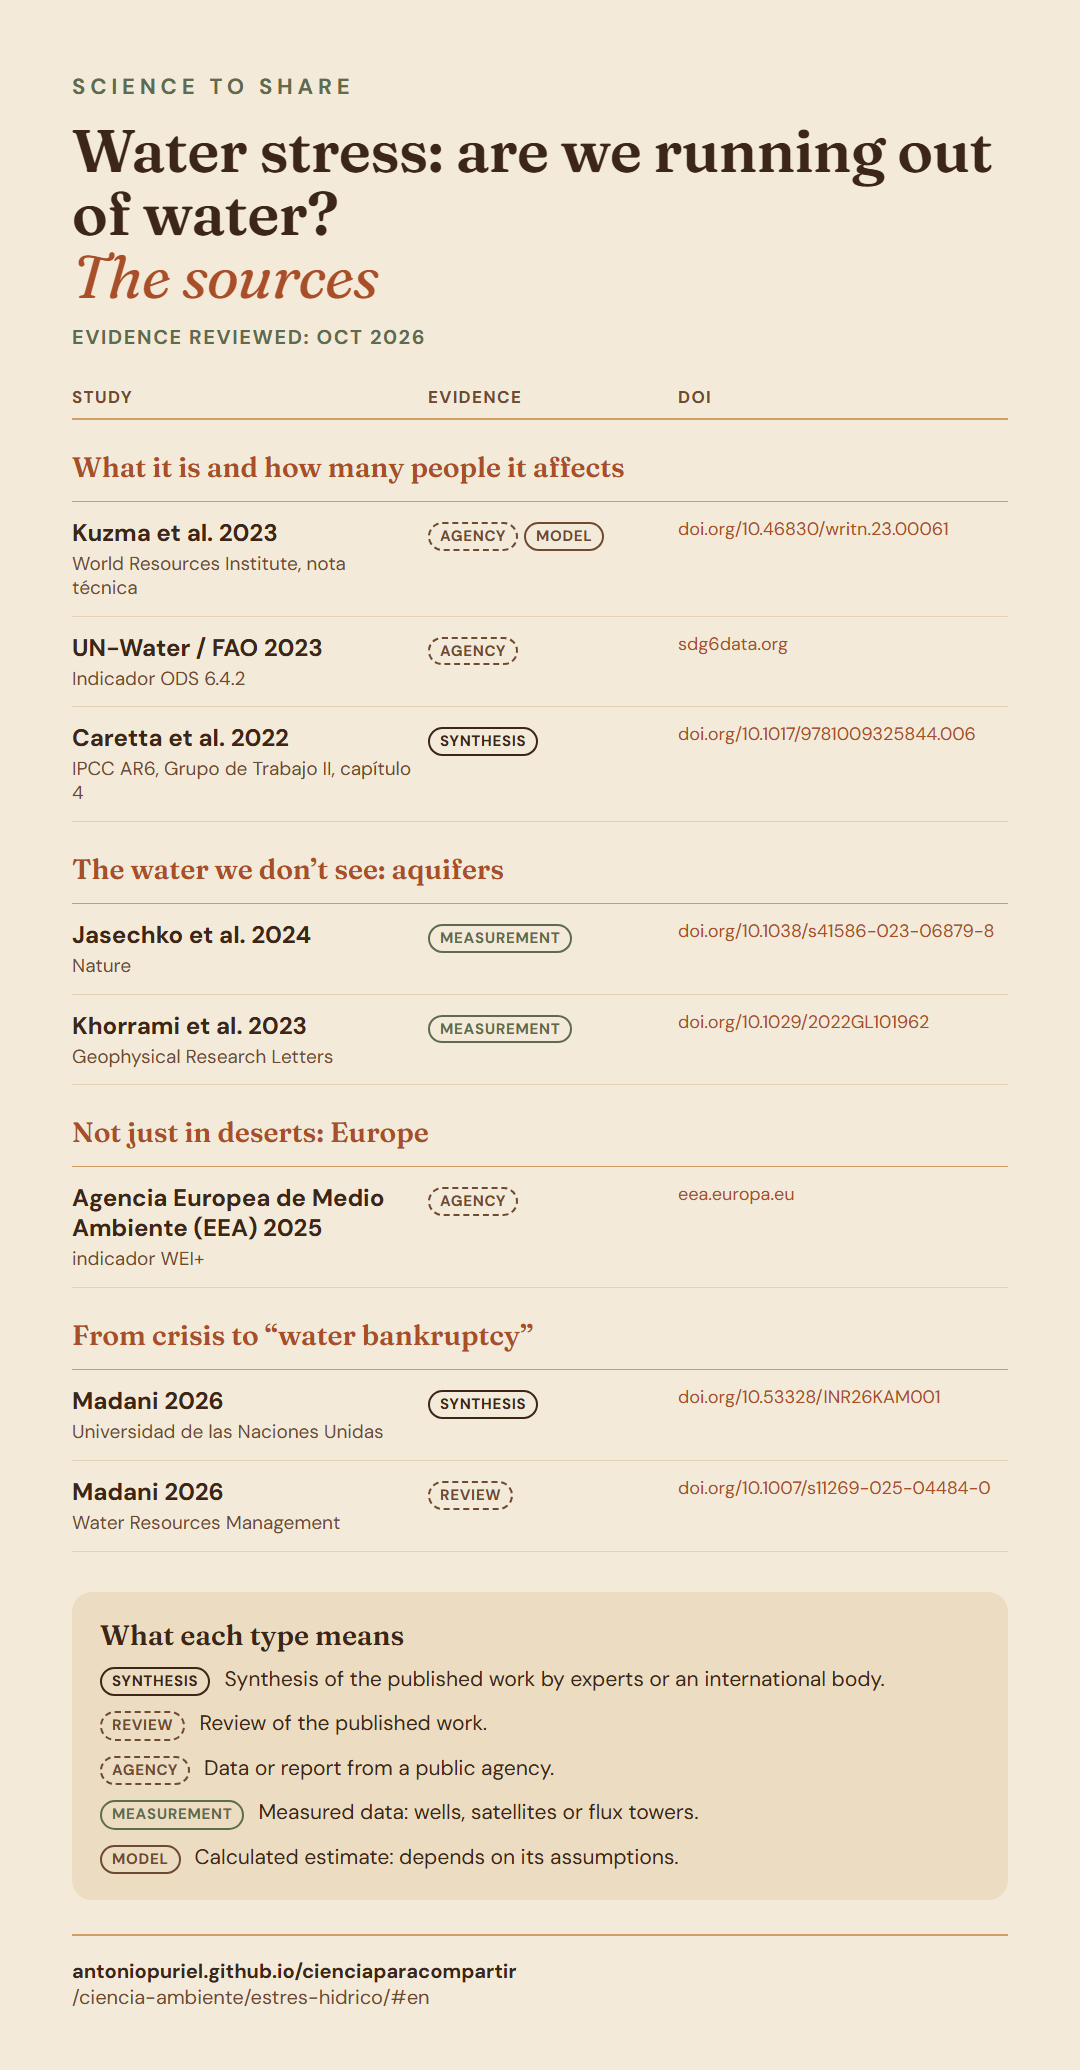 SCIENCE TO SHARE
Water stress: are we running out
of water?
The sources
EVIDENCE REVIEWED: OCT 2026
STUDY EVIDENCE DOI
What it is and how many people it affects
Kuzma et al. 2023 AGENCY MODEL doi.org/10.46830/writn.23.00061
World Resources Institute, nota
técnica
UN-Water / FAO 2023 AGENCY sdg6data.org
Indicador ODS 6.4.2
Caretta et al. 2022 SYNTHESIS doi.org/10.1017/9781009325844.006
IPCC AR6, Grupo de Trabajo II, capítulo
4
The water we don’t see: aquifers
Jasechko et al. 2024 MEASUREMENT doi.org/10.1038/s41586-023-06879-8
Nature
Khorrami et al. 2023 MEASUREMENT doi.org/10.1029/2022GL101962
Geophysical Research Letters
Not just in deserts: Europe
Agencia Europea de Medio AGENCY eea.europa.eu
Ambiente (EEA) 2025
indicador WEI+
From crisis to “water bankruptcy”
Madani 2026 SYNTHESIS doi.org/10.53328/INR26KAM001
Universidad de las Naciones Unidas
Madani 2026 REVIEW doi.org/10.1007/s11269-025-04484-0
Water Resources Management
What each type means
SYNTHESIS Synthesis of the published work by experts or an international body.
REVIEW Review of the published work.
AGENCY Data or report from a public agency.
MEASUREMENT Measured data: wells, satellites or flux towers.
MODEL Calculated estimate: depends on its assumptions.
antoniopuriel.github.io/cienciaparacompartir
/ciencia-ambiente/estres-hidrico/#en